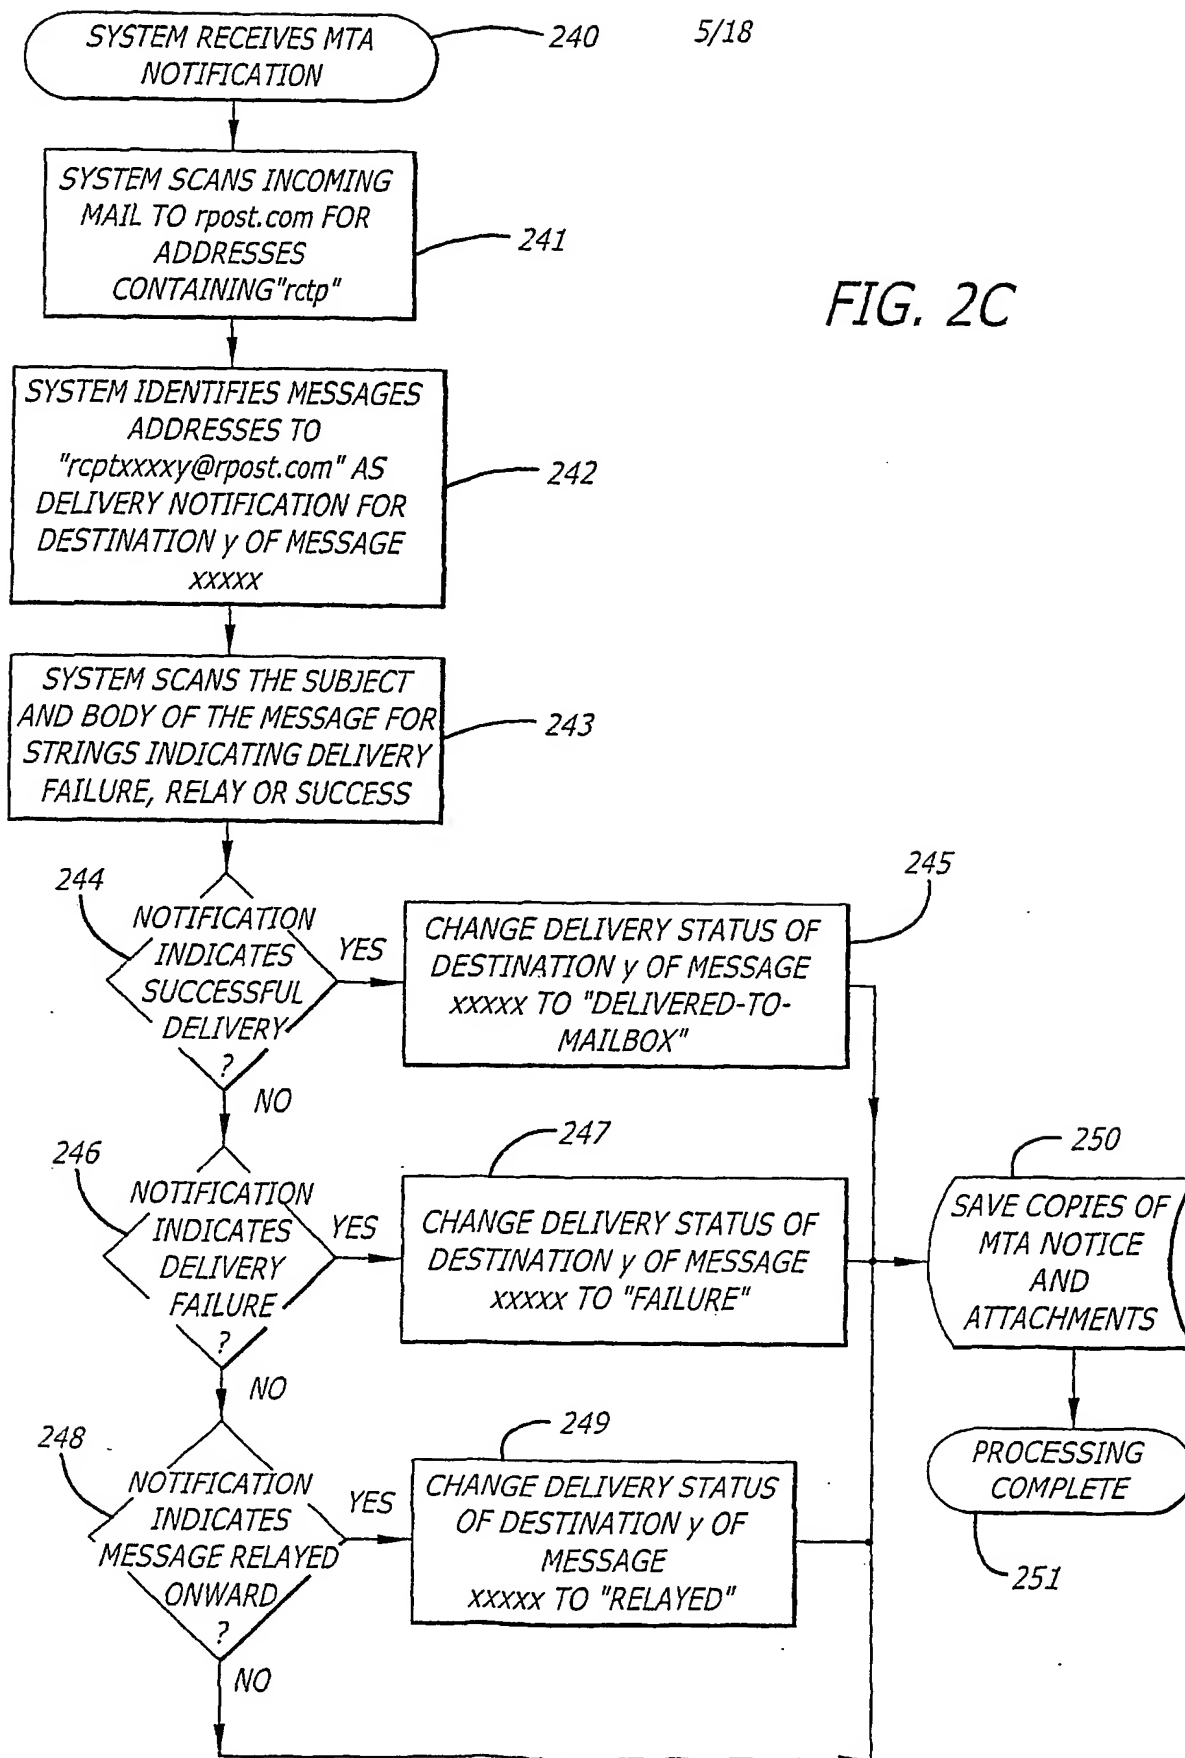 SYSTEM RECEIVES MTA
NOTIFICATION
240
5/18
SYSTEM SCANS INCOMING
MAIL TO rpost.com FOR
ADDRESSES
CONTAINING"rctp"
241
FIG. 2C
SYSTEM IDENTIFIES MESSAGES
ADDRESSES TO
"rcptxxxxy@rpost.com" AS
DELIVERY NOTIFICATION FOR
DESTINATION y OF MESSAGE
xxxxx
242
SYSTEM SCANS THE SUBJECT
AND BODY OF THE MESSAGE FOR
STRINGS INDICATING DELIVERY
FAILURE, RELAY OR SUCCESS
243
244
NOTIFICATION
INDICATES
SUCCESSFUL
DELIVERY
?
YES
NO
245
CHANGE DELIVERY STATUS OF
DESTINATION y OF MESSAGE
xxxxx TO "DELIVERED-TO-
MAILBOX"
246
NOTIFICATION
INDICATES
DELIVERY
FAILURE
?
YES
NO
247
CHANGE DELIVERY STATUS OF
DESTINATION y OF MESSAGE
xxxxx TO "FAILURE"
250
SAVE COPIES OF
MTA NOTICE
AND
ATTACHMENTS
248
NOTIFICATION
INDICATES
MESSAGE RELAYED
ONWARD
?
YES
NO
249
CHANGE DELIVERY STATUS
OF DESTINATION y OF
MESSAGE
xxxxx TO "RELAYED"
PROCESSING
COMPLETE
251